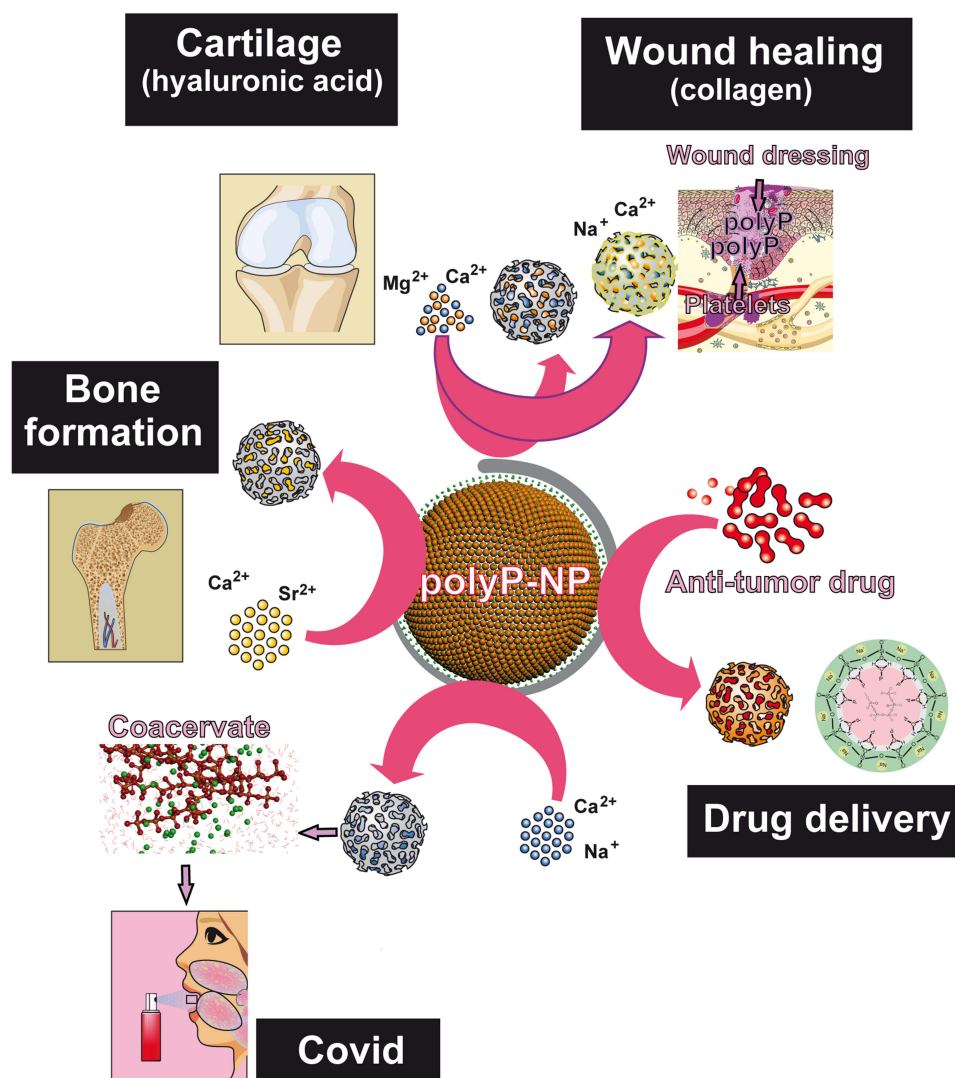 Cartilage
(hyaluronic acid)
Wound healing
(collagen)
Wound dressing
polyP
polyP
Platelets
Na⁺
Ca²⁺
Mg²⁺
Ca²⁺
Bone
formation
polyP-NP
Anti-tumor drug
Ca²⁺
Sr²⁺
Coacervate
Ca²⁺
Na⁺
Drug delivery
Covid